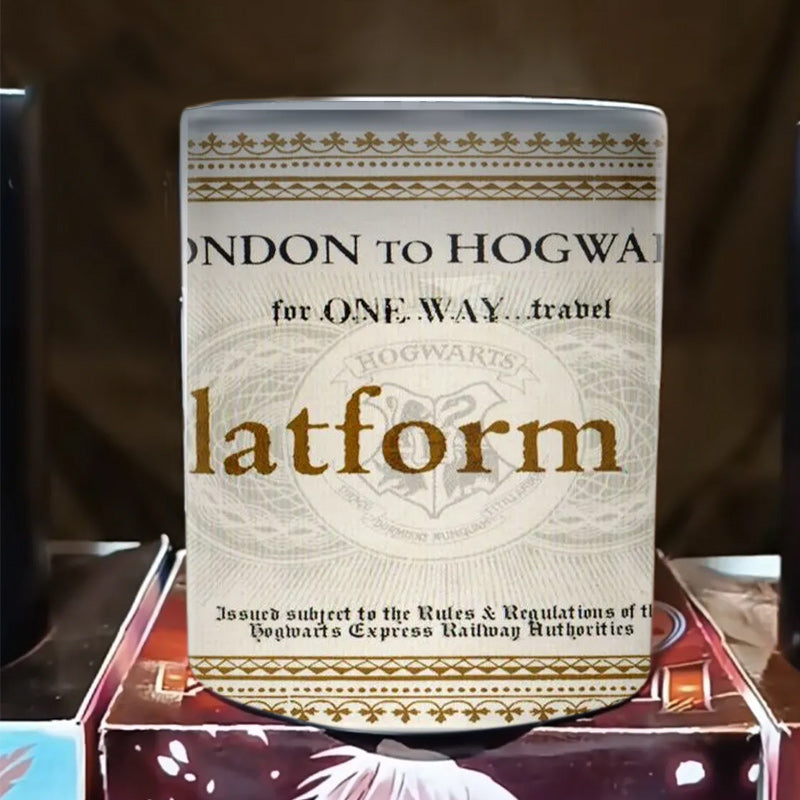 ONDON TO HOGWA
for ONE WAY...travel
HOGWARTS
latform
Issued subject to the Rules & Regulations of t
Hogwarts Express Railway Authorities